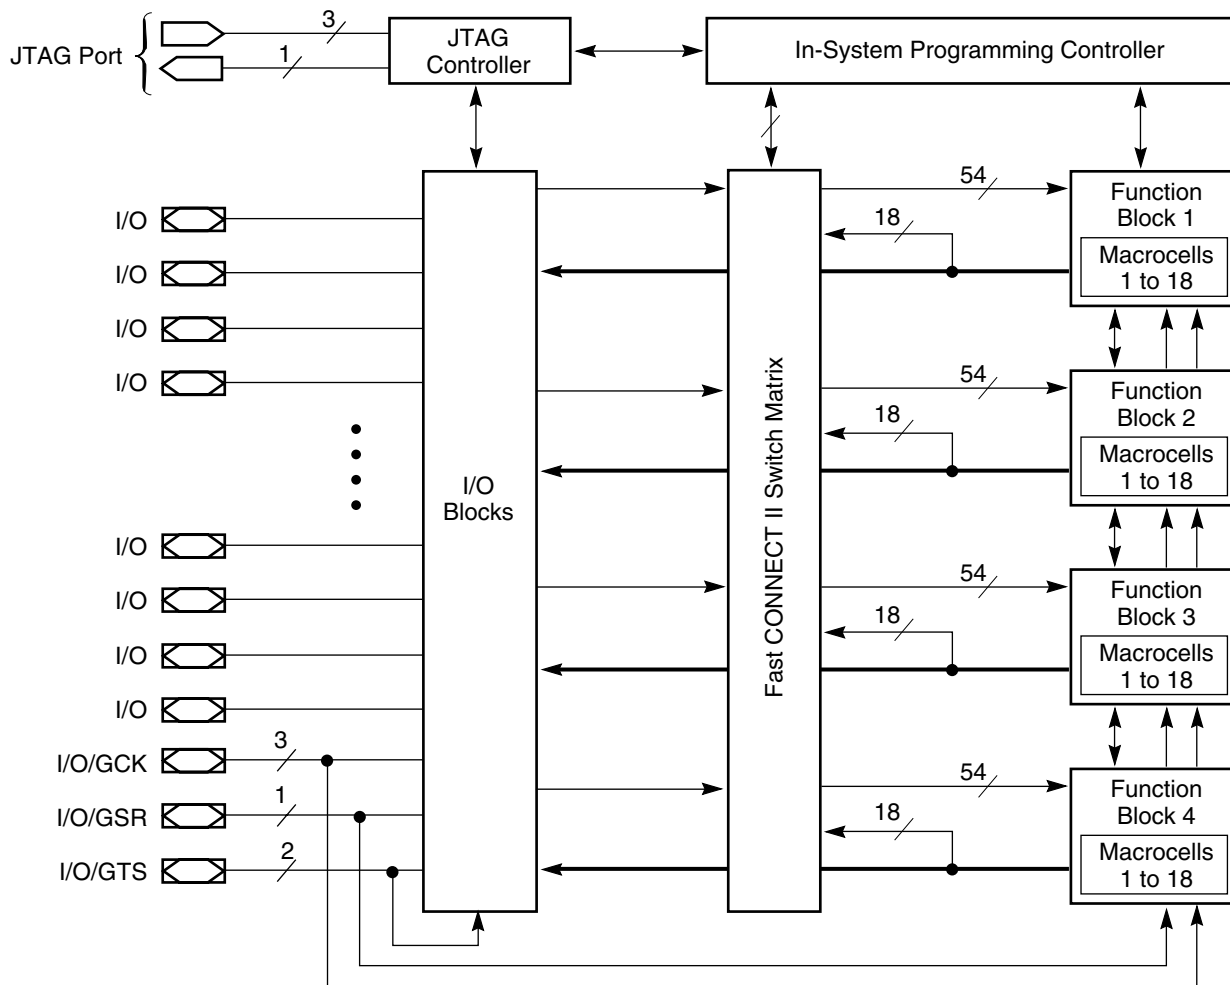 JTAG Port
3
1
JTAG
Controller
In-System Programming Controller
I/O
I/O
I/O
I/O
I/O
I/O
I/O
I/O
I/O/GCK
3
I/O/GSR
1
I/O/GTS
2
I/O
Blocks
Fast CONNECT II Switch Matrix
54
18
Function
Block 1
Macrocells
1 to 18
54
18
Function
Block 2
Macrocells
1 to 18
54
18
Function
Block 3
Macrocells
1 to 18
54
18
Function
Block 4
Macrocells
1 to 18